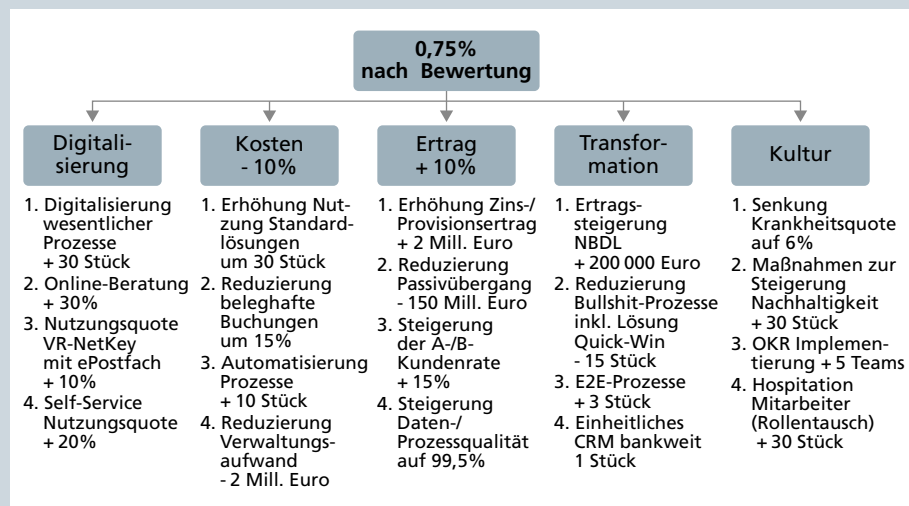 0,75%
nach Bewertung
Digitali-
sierung
Kosten
- 10%
Ertrag
+ 10%
Transfor-
mation
Kultur
1. Digitalisierung
wesentlicher
Prozesse
+ 30 Stück
2. Online-Beratung
+ 30%
3. Nutzungsquote
VR-NetKey
mit ePostfach
+ 10%
4. Self-Service
Nutzungsquote
+ 20%
1. Erhöhung Nut-
zung Standard-
lösungen
um 30 Stück
2. Reduzierung
beleghafte
Buchungen
um 15%
3. Automatisierung
Prozesse
+ 10 Stück
4. Reduzierung
Verwaltungs-
aufwand
- 2 Mill. Euro
1. Erhöhung Zins-/
Provisionsertrag
+ 2 Mill. Euro
2. Reduzierung
Passivübergang
- 150 Mill. Euro
3. Steigerung
der A-/B-
Kundenrate
+ 15%
4. Steigerung
Daten-/
Prozessqualität
auf 99,5%
1. Ertrags-
steigerung
NBDL
+ 200 000 Euro
2. Reduzierung
Bullshit-Prozesse
inkl. Lösung
Quick-Win
- 15 Stück
3. E2E-Prozesse
+ 3 Stück
4. Einheitliches
CRM bankweit
1 Stück
1. Senkung
Krankheitsquote
auf 6%
2. Maßnahmen zur
Steigerung
Nachhaltigkeit
+ 30 Stück
3. OKR Implemen-
tierung + 5 Teams
4. Hospitation
Mitarbeiter
(Rollentausch)
+ 30 Stück